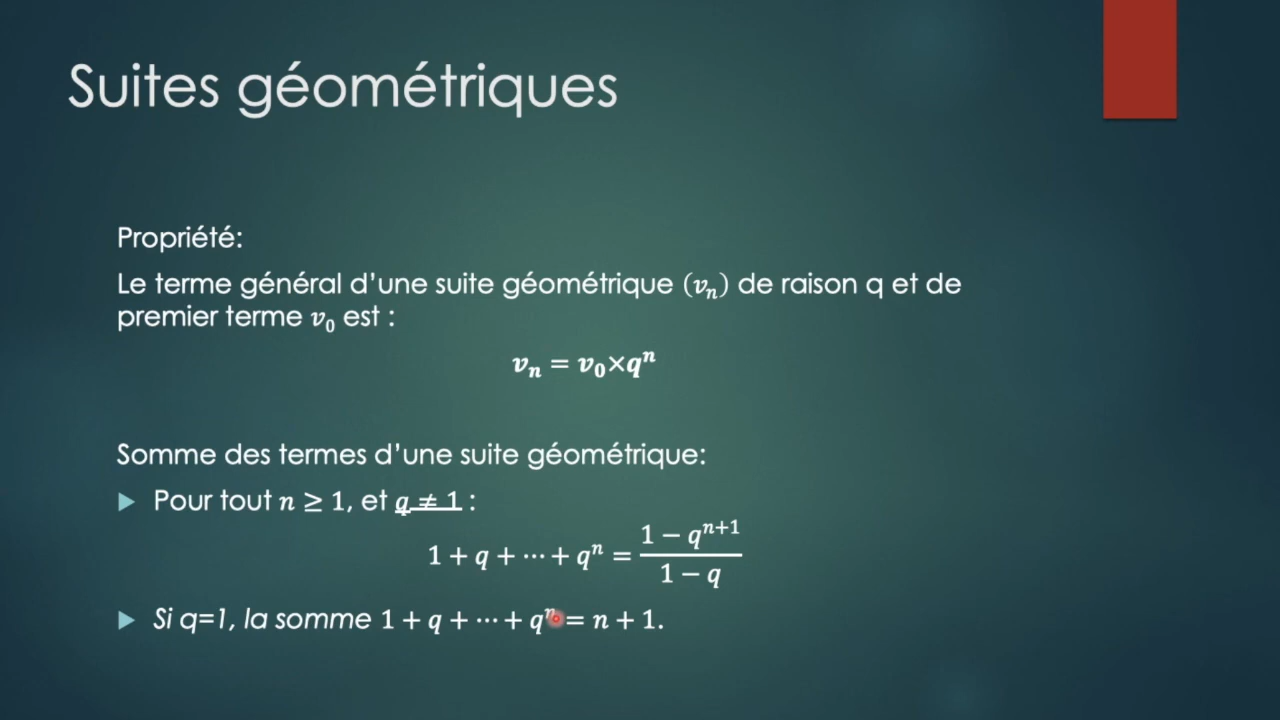 Suites géométriques
Propriété:
Le terme général d’une suite géométrique (vₙ) de raison q et de
premier terme v₀ est :
vₙ = v₀×qⁿ
Somme des termes d’une suite géométrique:
Pour tout n ≥ 1, et q ≠ 1 :
1 + q + ⋯ + qⁿ = (1 − qⁿ⁺¹)/(1 − q)
Si q=1, la somme 1 + q + ⋯ + qⁿ = n + 1.